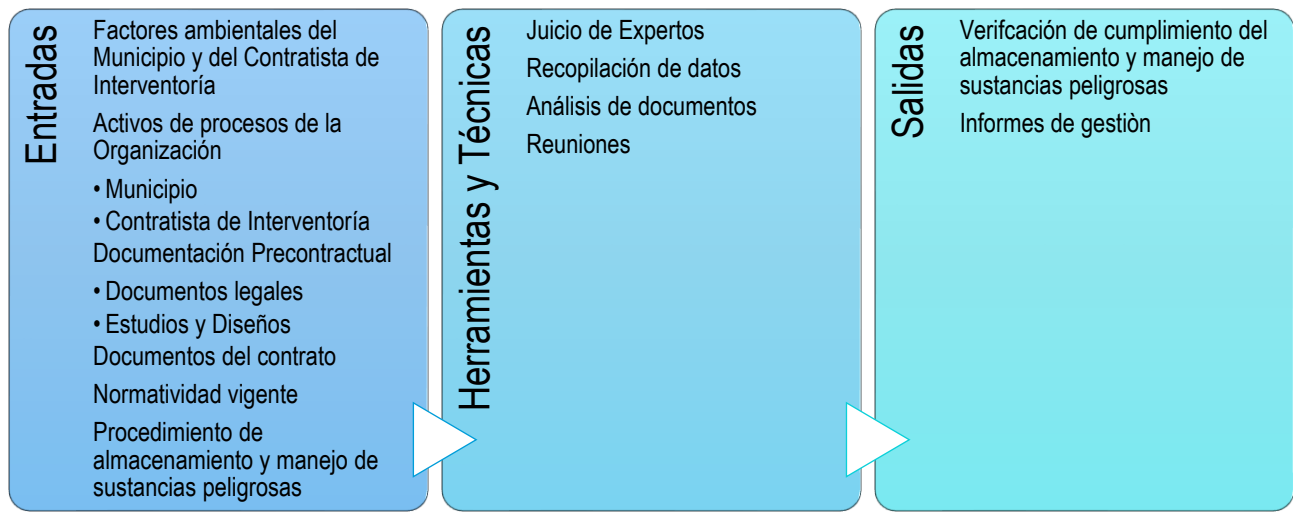 Entradas
Factores ambientales del
Municipio y del Contratista de
Interventoría
Activos de procesos de la
Organización
• Municipio
• Contratista de Interventoría
Documentación Precontractual
• Documentos legales
• Estudios y Diseños
Documentos del contrato
Normatividad vigente
Procedimiento de
almacenamiento y manejo de
sustancias peligrosas
Herramientas y Técnicas
Juicio de Expertos
Recopilación de datos
Análisis de documentos
Reuniones
Salidas
Verifcación de cumplimiento del
almacenamiento y manejo de
sustancias peligrosas
Informes de gestiòn